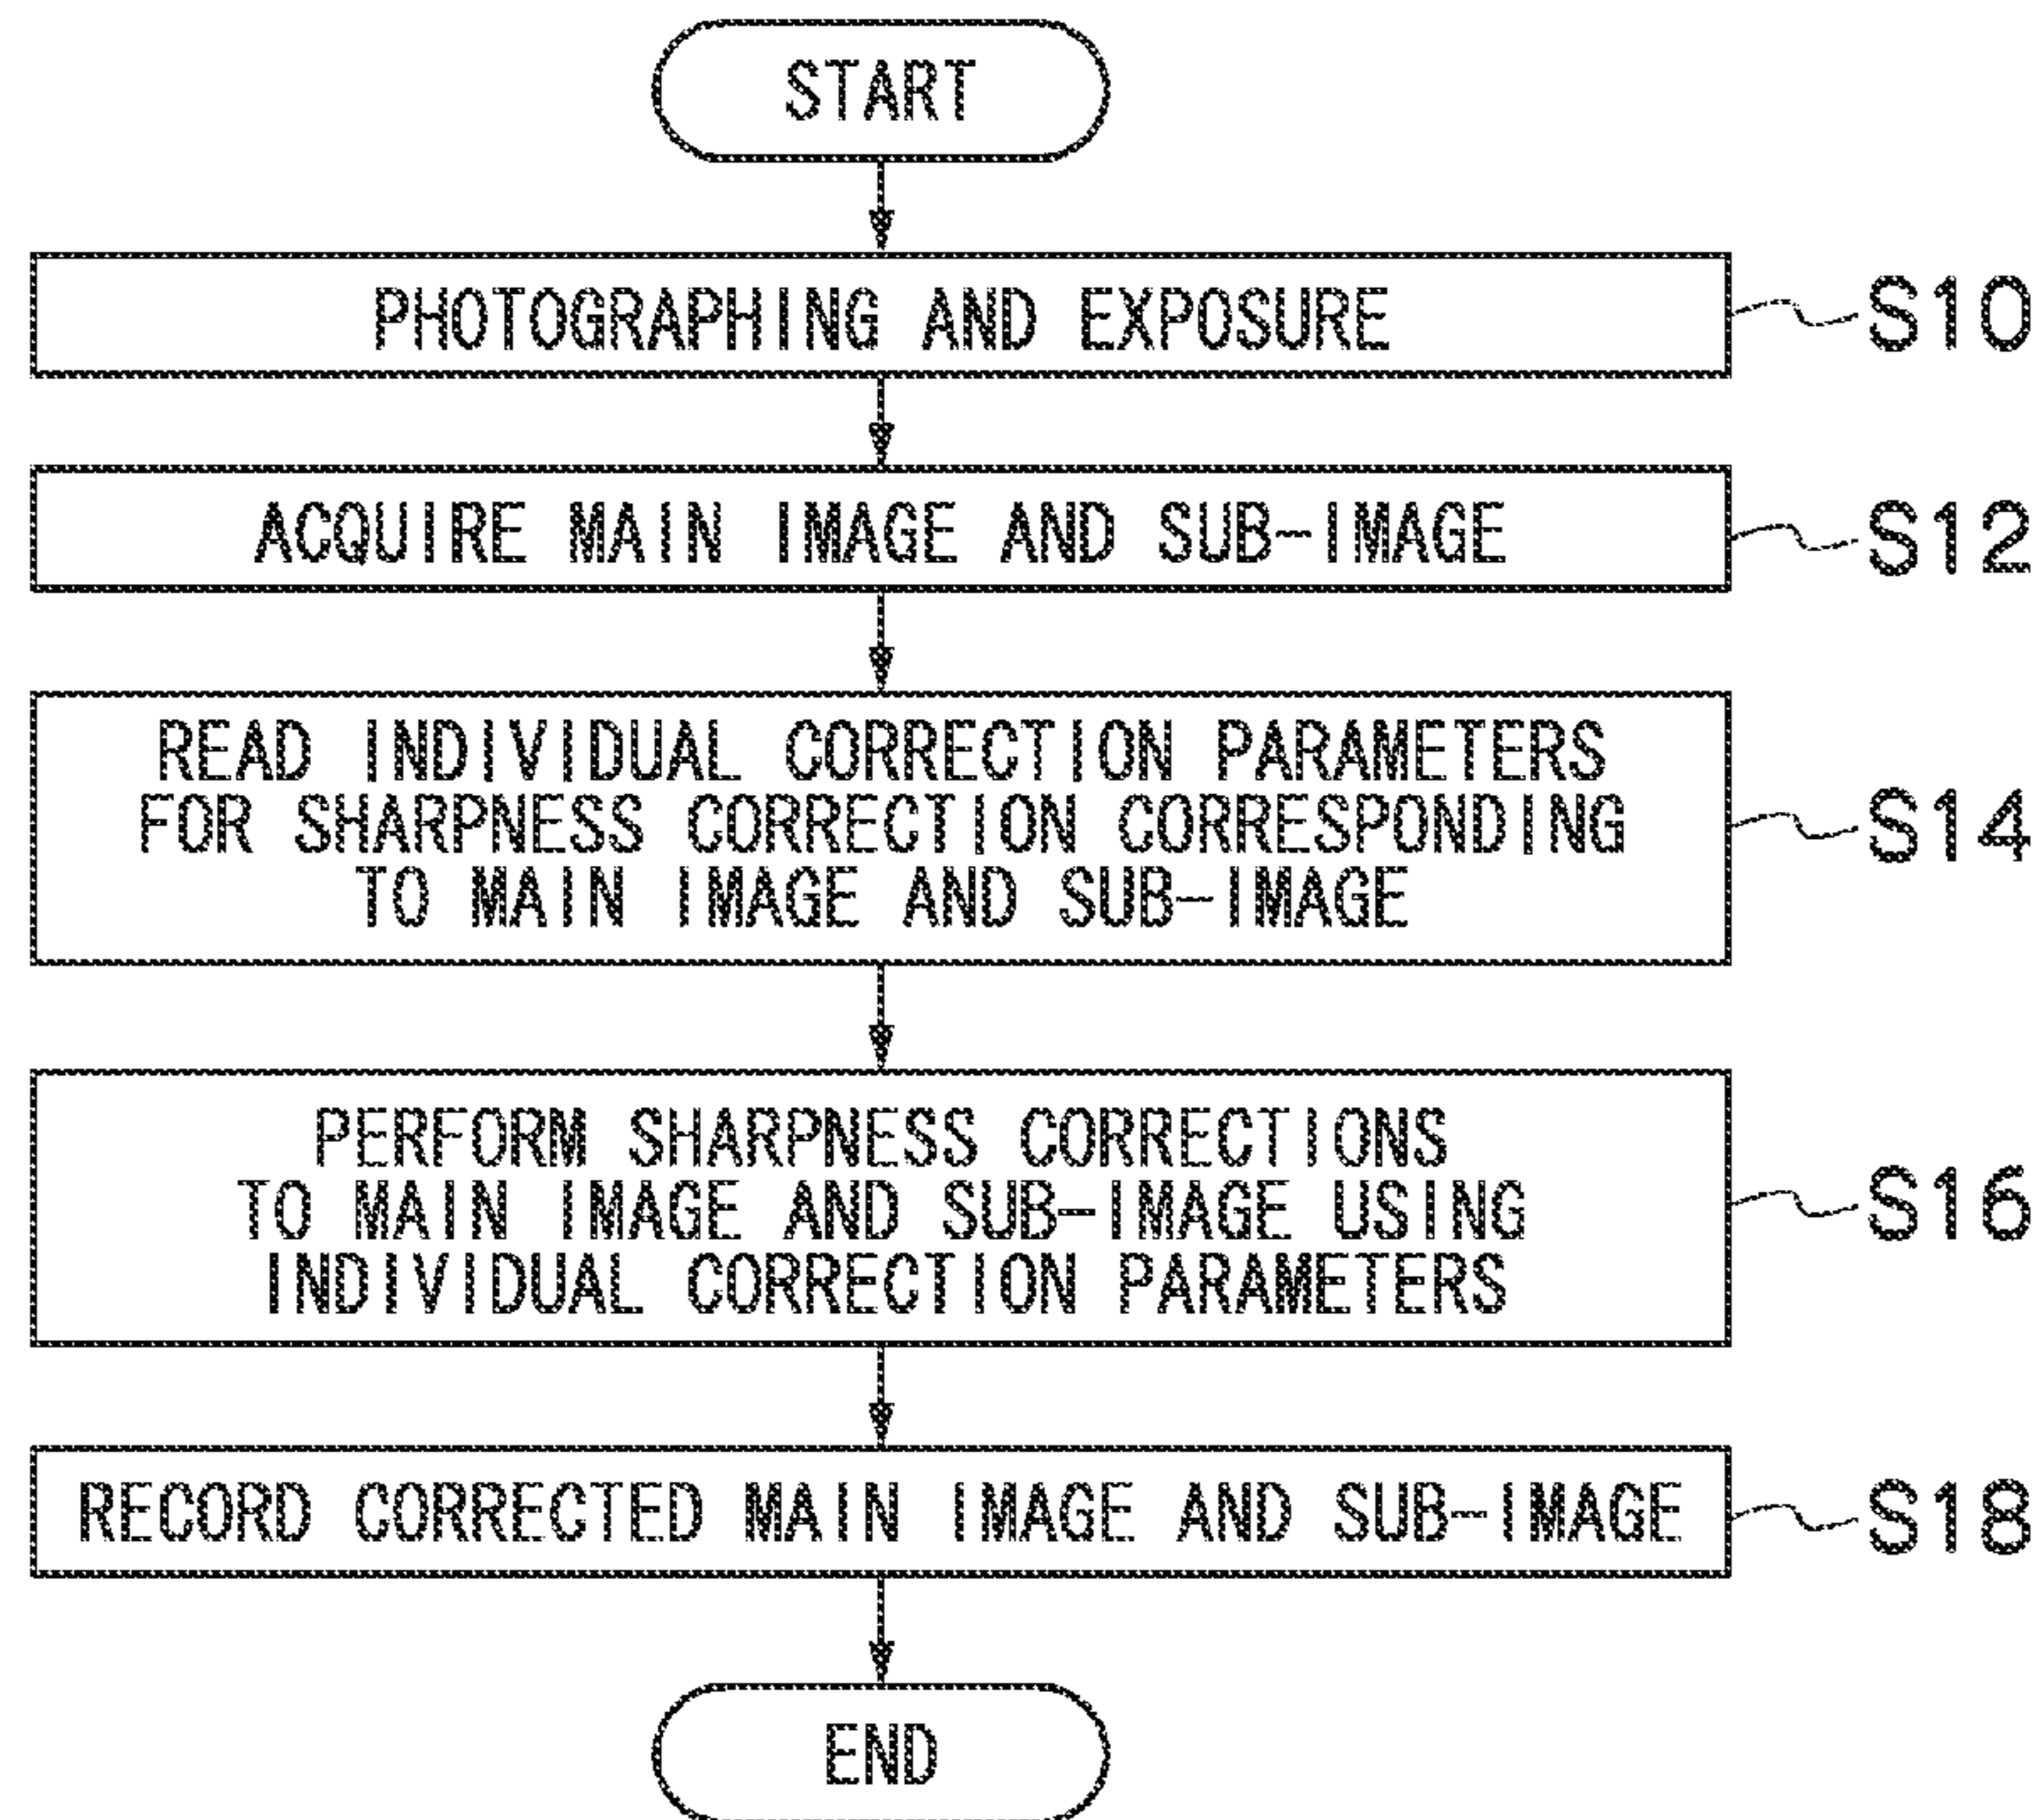 START
PHOTOGRAPHING AND EXPOSURE
S10
ACQUIRE MAIN IMAGE AND SUB-IMAGE
S12
READ INDIVIDUAL CORRECTION PARAMETERS
FOR SHARPNESS CORRECTION CORRESPONDING
TO MAIN IMAGE AND SUB-IMAGE
S14
PERFORM SHARPNESS CORRECTIONS
TO MAIN IMAGE AND SUB-IMAGE USING
INDIVIDUAL CORRECTION PARAMETERS
S16
RECORD CORRECTED MAIN IMAGE AND SUB-IMAGE
S18
END